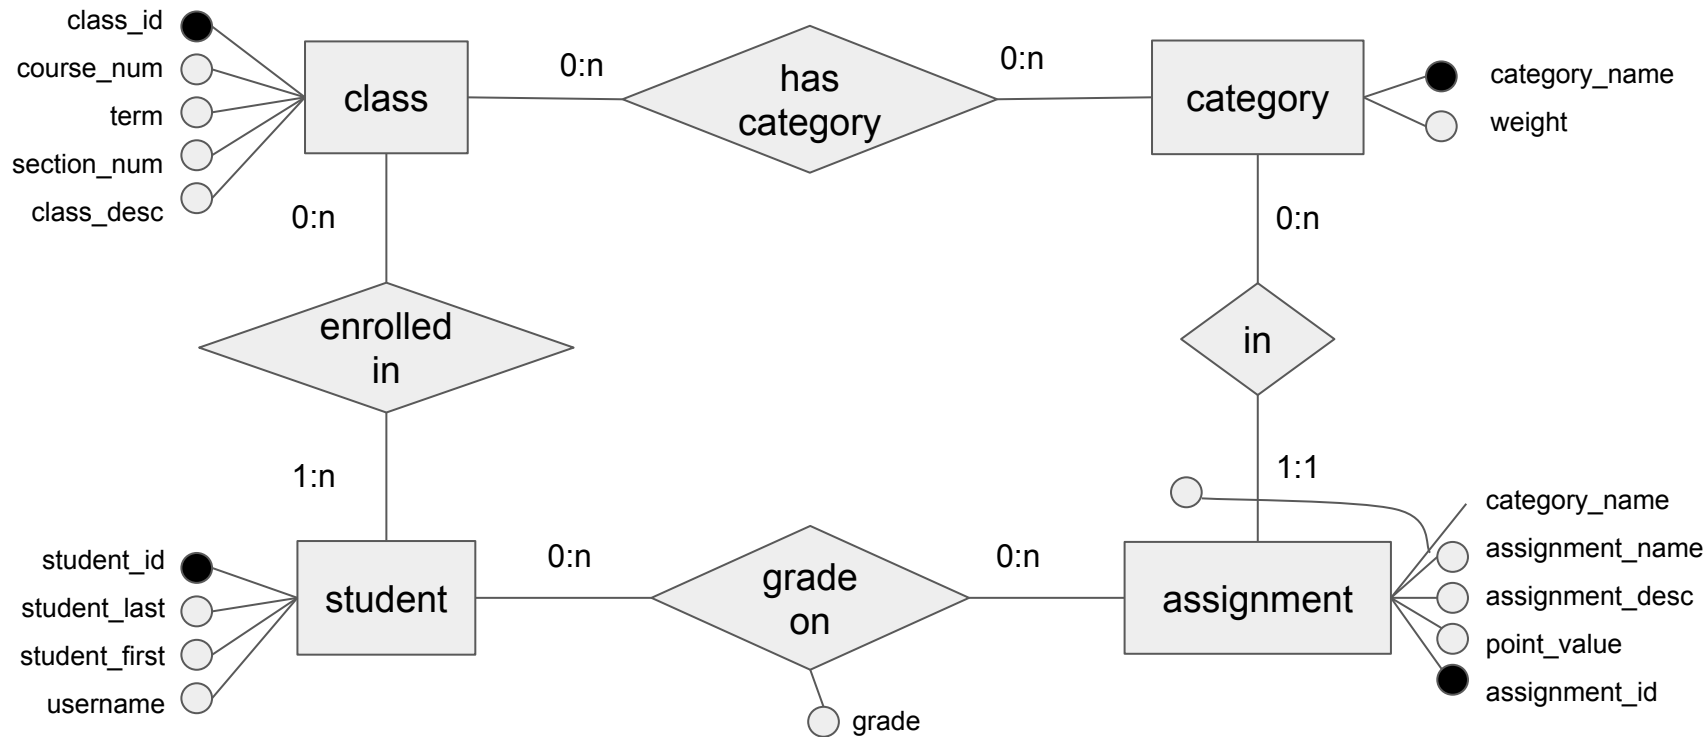 class_id
course_num
term
section_num
class_desc
class
0:n
has
category
0:n
category
category_name
weight
0:n
0:n
enrolled
in
in
1:n
1:1
student_id
student_last
student_first
username
student
0:n
grade
on
0:n
assignment
category_name
assignment_name
assignment_desc
point_value
assignment_id
grade